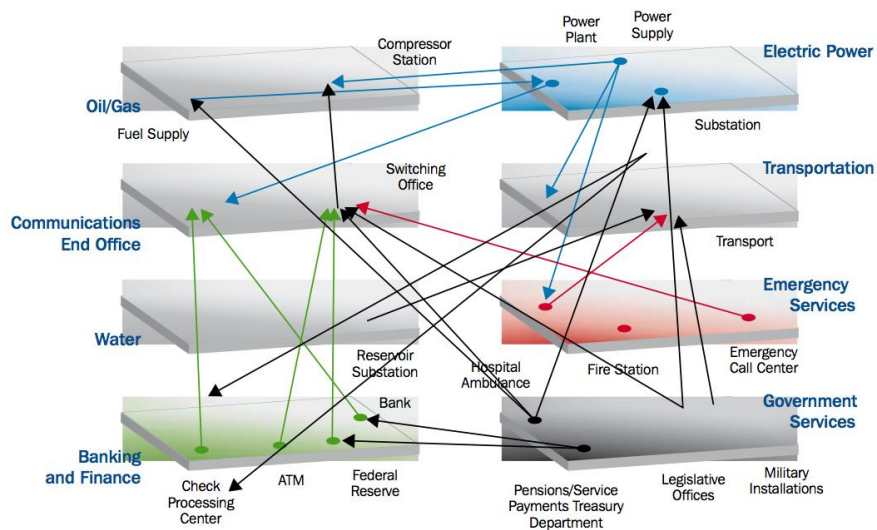 Power
Plant
Power
Supply
Compressor
Station
Electric Power
Oil/Gas
Fuel Supply
Substation
Switching
Office
Transportation
Communications
End Office
Transport
Emergency
Services
Water
Reservoir
Substation
Hospital
Ambulance
Fire Station
Emergency
Call Center
Bank
Government
Services
Banking
and Finance
Check
Processing
Center
ATM
Federal
Reserve
Pensions/Service
Payments Treasury
Department
Legislative
Offices
Military
Installations